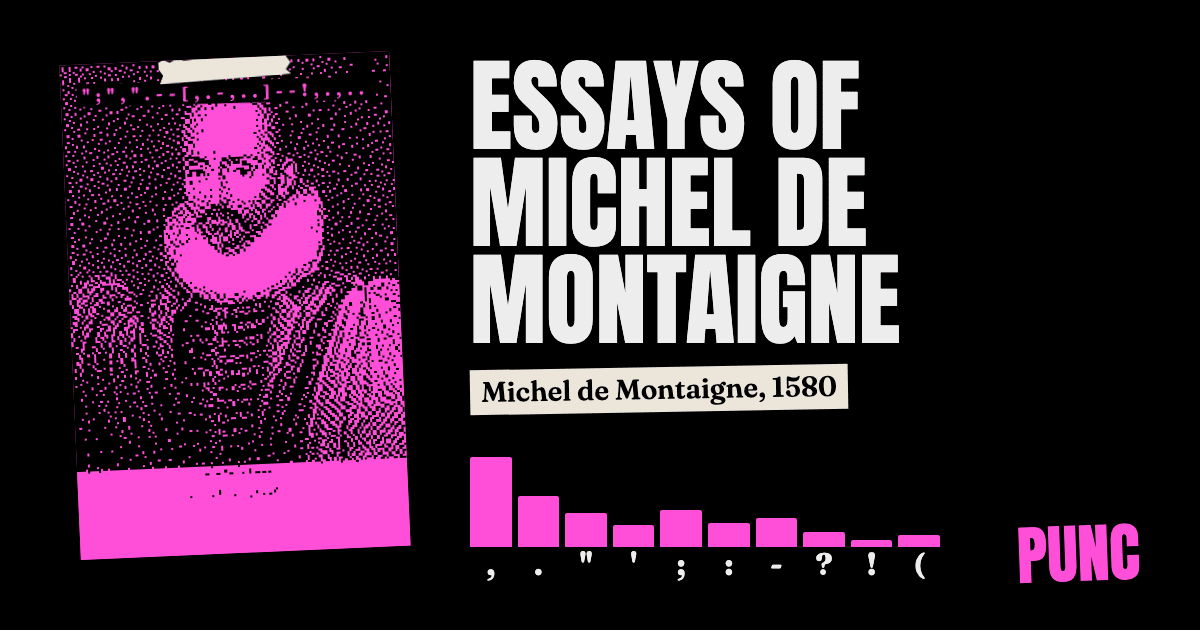 ";",".--[,.-,..]--!,.,..
ESSAYS OF
MICHEL DE
MONTAIGNE
Michel de Montaigne, 1580
, . " ' ; : - ? ! (
PUNC